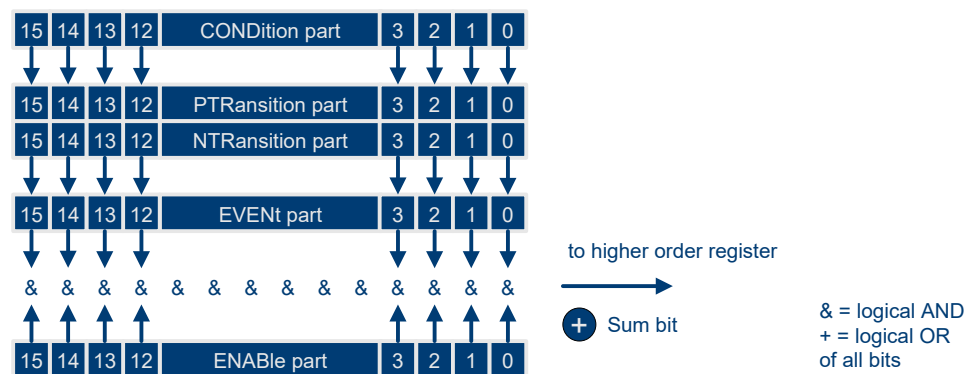 15 14 13 12 CONDition part 3 2 1 0
15 14 13 12 PTRansition part 3 2 1 0
15 14 13 12 NTRansition part 3 2 1 0
15 14 13 12 EVENt part 3 2 1 0
to higher order register
& & & & & & & & & & & & & &
+ Sum bit
& = logical AND
+ = logical OR
of all bits
15 14 13 12 ENABle part 3 2 1 0